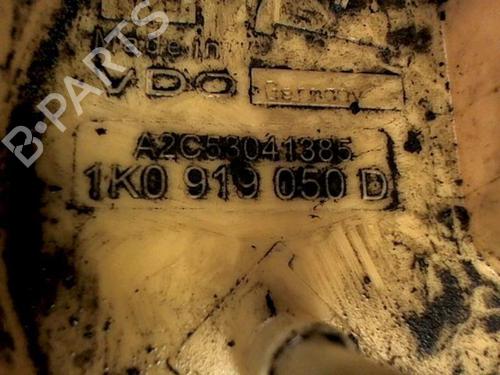 Made in
VDO Germany
A2C53041385
1K0 919 050 D
B-PARTS